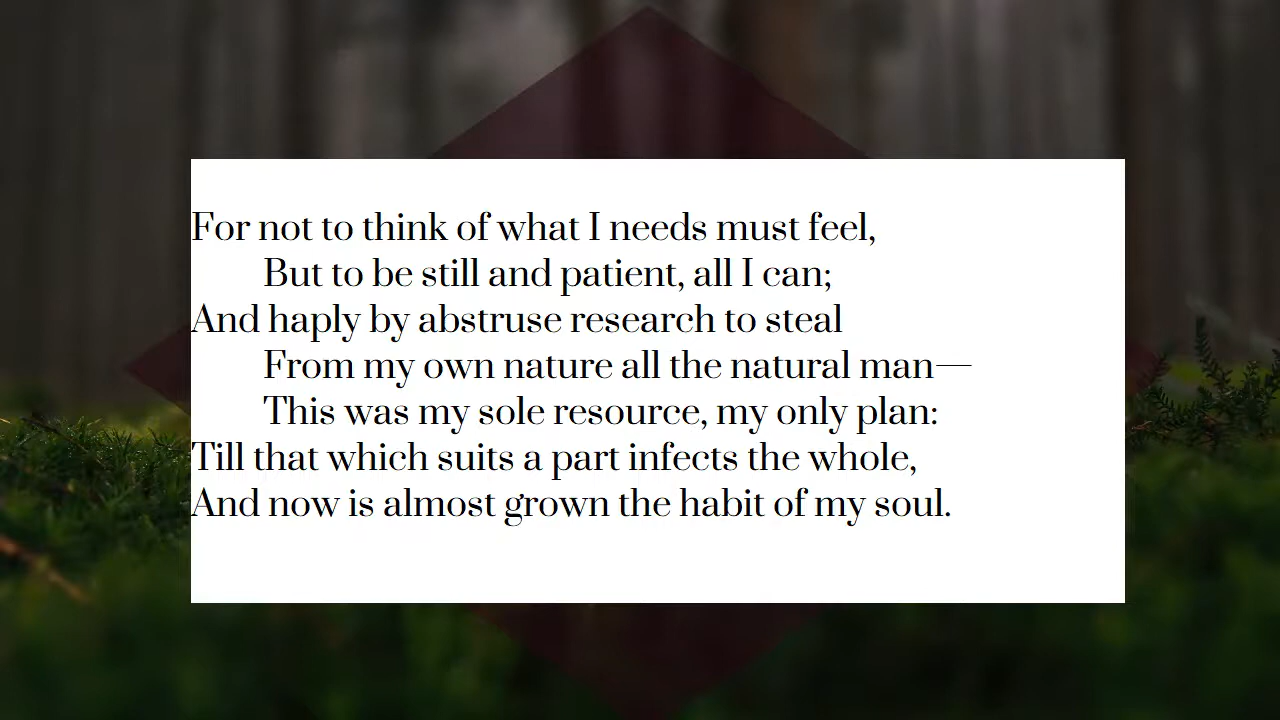 For not to think of what I needs must feel,
But to be still and patient, all I can;
And haply by abstruse research to steal
From my own nature all the natural man—
This was my sole resource, my only plan:
Till that which suits a part infects the whole,
And now is almost grown the habit of my soul.